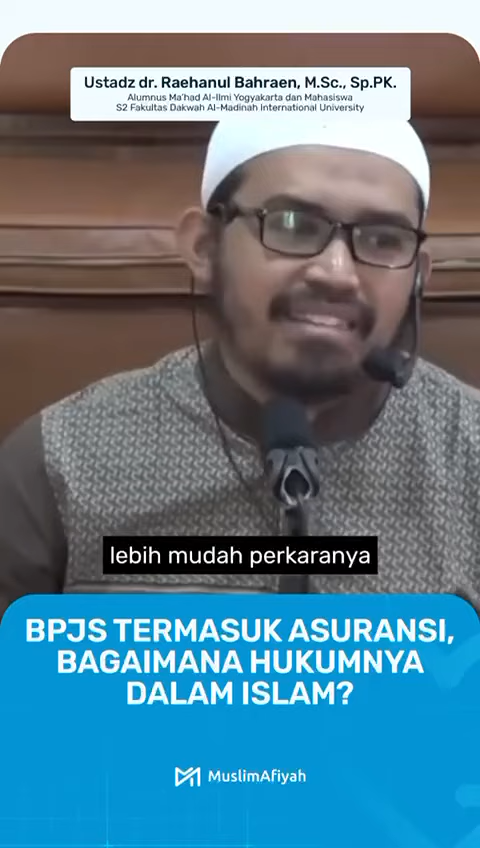 Ustadz dr. Raehanul Bahraen, M.Sc., Sp.PK.
Alumnus Ma'had Al-Ilmi Yogyakarta dan Mahasiswa
S2 Fakultas Dakwah Al-Madinah International University
lebih mudah perkaranya
BPJS TERMASUK ASURANSI,
BAGAIMANA HUKUMNYA
DALAM ISLAM?
MuslimAfiyah